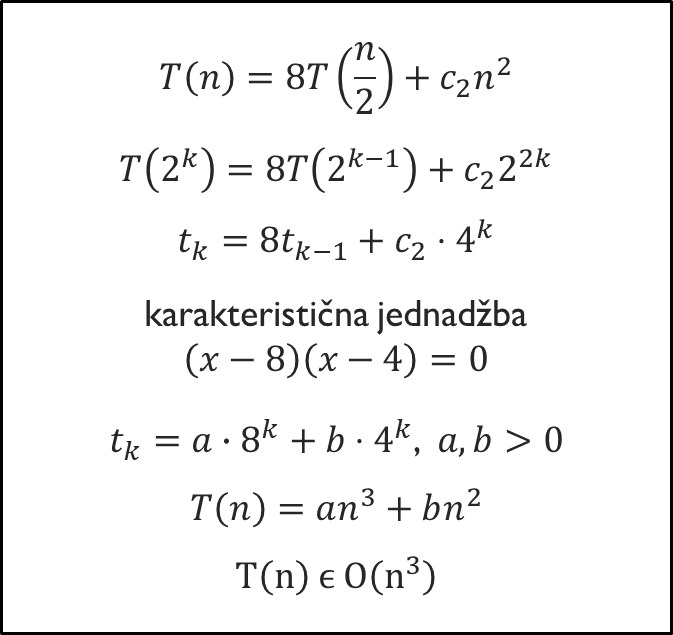 T(n) = 8T(n/2) + c₂n²
T(2ᵏ) = 8T(2ᵏ⁻¹) + c₂2²ᵏ
tₖ = 8tₖ₋₁ + c₂ · 4ᵏ
karakteristična jednadžba
(x − 8)(x − 4) = 0
tₖ = a · 8ᵏ + b · 4ᵏ, a, b > 0
T(n) = an³ + bn²
T(n) ϵ O(n³)